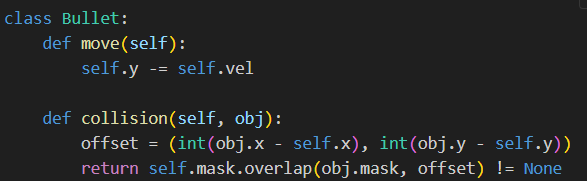 class Bullet:
    def move(self):
        self.y -= self.vel

    def collision(self, obj):
        offset = (int(obj.x - self.x), int(obj.y - self.y))
        return self.mask.overlap(obj.mask, offset) != None